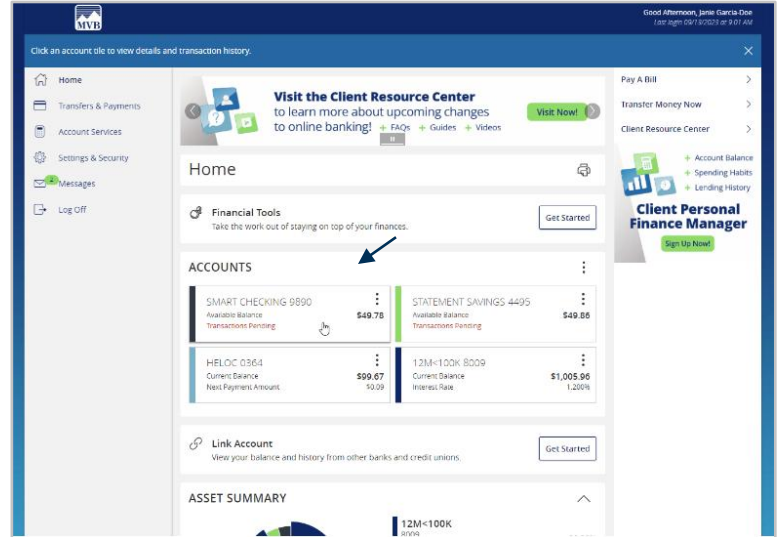 MVB
Good Afternoon, Janie Garcia-Doe
Last login 09/18/2023 at 9:01 AM
Click an account tile to view details and transaction history.
Home
Transfers & Payments
Account Services
Settings & Security
Messages
Log Off
Visit the Client Resource Center
to learn more about upcoming changes
to online banking! + FAQs + Guides + Videos
Visit Now!
Home
Financial Tools
Take the work out of staying on top of your finances.
Get Started
ACCOUNTS
SMART CHECKING 9890
Available Balance $49.78
Transactions Pending
STATEMENT SAVINGS 4495
Available Balance $49.86
Transactions Pending
HELOC 0364
Current Balance $99.67
Next Payment Amount $0.09
12M<100K 8009
Current Balance $1,005.96
Interest Rate 1.200%
Link Account
View your balance and history from other banks and credit unions.
Get Started
ASSET SUMMARY
12M<100K
8009
Pay A Bill
Transfer Money Now
Client Resource Center
+ Account Balance
+ Spending Habits
+ Lending History
Client Personal
Finance Manager
Sign Up Now!